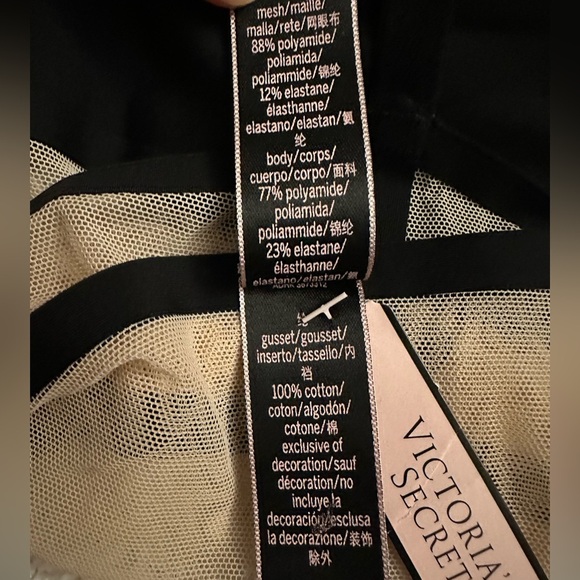 mesh/maille/
malla/rete/网眼布
88% polyamide/
poliamida/
poliammide/锦纶
12% elastane/
élasthanne/
elastano/elastan/氨
纶
body/corps/
cuerpo/corpo/面料
77% polyamide/
poliamida/
poliammide/锦纶
23% elastane/
élasthanne/
elastano/elastan/氨
gusset/gousset/
inserto/tassello/内
裆
100% cotton/
coton/algodón/
cotone/棉
exclusive of
decoration/sauf
décoration/no
incluye la
decoración/esclusa
la decorazione/装饰
除外
VICTORIA'S
SECRET